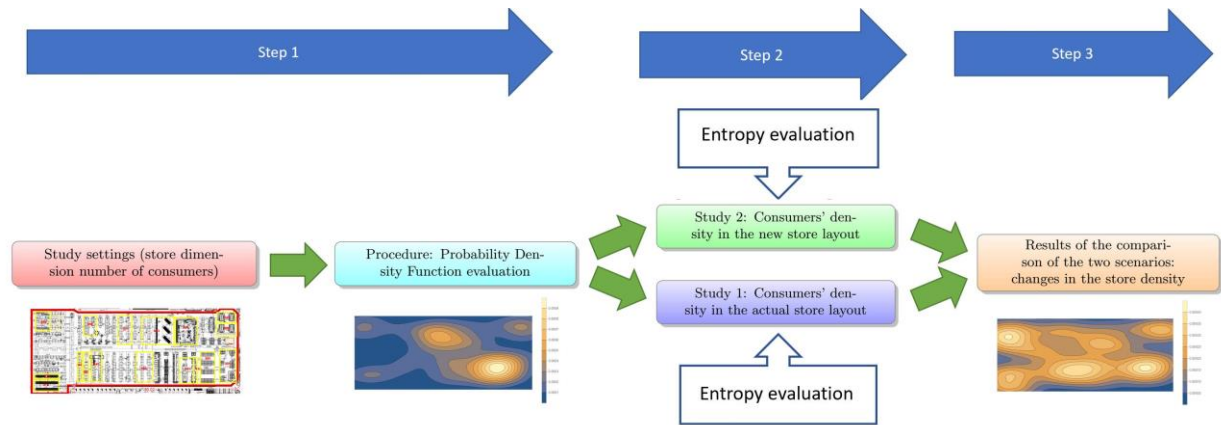 Step 1
Step 2
Step 3
Entropy evaluation
Study settings (store dimen-
sion number of consumers)
Procedure: Probability Den-
sity Function evaluation
Study 2: Consumers' den-
sity in the new store layout
Study 1: Consumers' den-
sity in the actual store layout
Results of the compari-
son of the two scenarios:
changes in the store density
Entropy evaluation